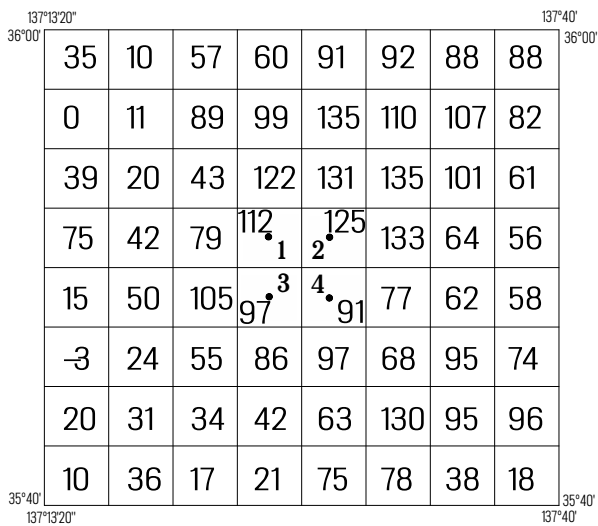 137°13'20" 137°40'
36°00' 36°00'
35 10 57 60 91 92 88 88
0 11 89 99 135 110 107 82
39 20 43 122 131 135 101 61
75 42 79 112 1 2 125 133 64 56
15 50 105 97 3 4 91 77 62 58
-3 24 55 86 97 68 95 74
20 31 34 42 63 130 95 96
10 36 17 21 75 78 38 18
35°40' 35°40'
137°13'20" 137°40'